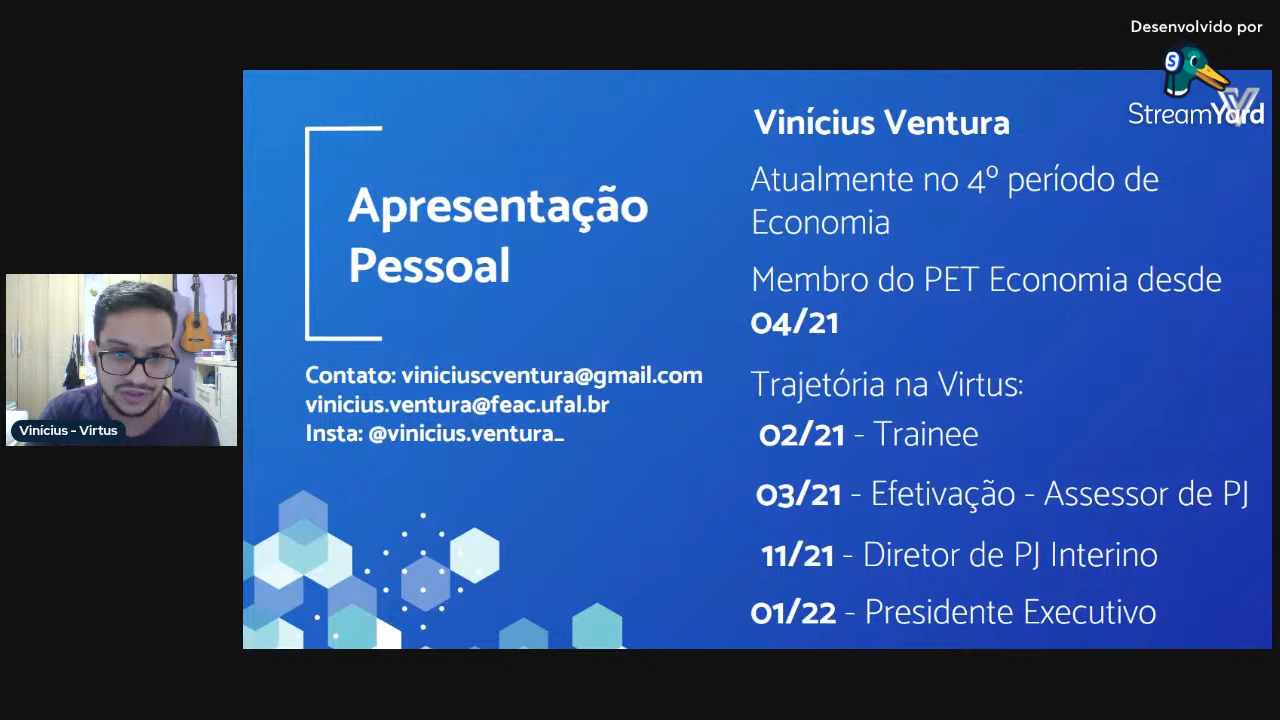 Desenvolvido por
S
StreamYard
Apresentação
Pessoal
Contato: viniciuscventura@gmail.com
vinicius.ventura@feac.ufal.br
Insta: @vinicius.ventura_
Vinícius Ventura
Atualmente no 4º período de
Economia
Membro do PET Economia desde
04/21
Trajetória na Virtus:
02/21 - Trainee
03/21 - Efetivação - Assessor de PJ
11/21 - Diretor de PJ Interino
01/22 - Presidente Executivo
Vinícius - Virtus